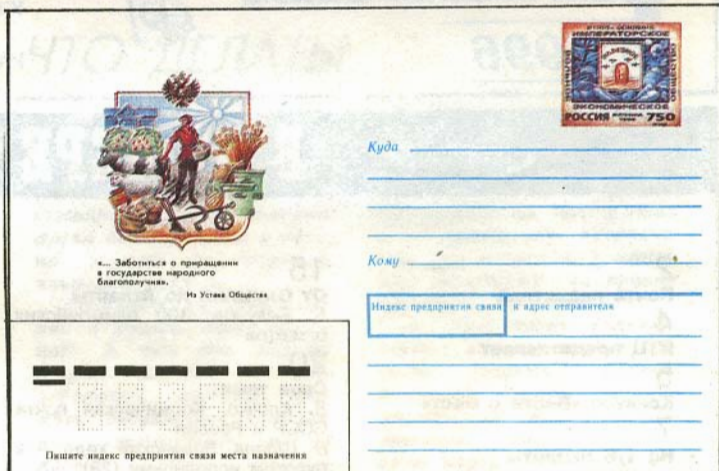 ИМПЕРАТОРСКОЕ
ВОЛЬНОЕ
ОБЩЕСТВО
ПОЛЕЗНОЕ
ЭКОНОМИЧЕСКОЕ
РОССИЯ 750
Куда
Кому
«... Заботиться о приращении
в государстве народного
благополучия».
Из Устава Общества
Индекс предприятия связи и адрес отправителя
Пишите индекс предприятия связи места назначения